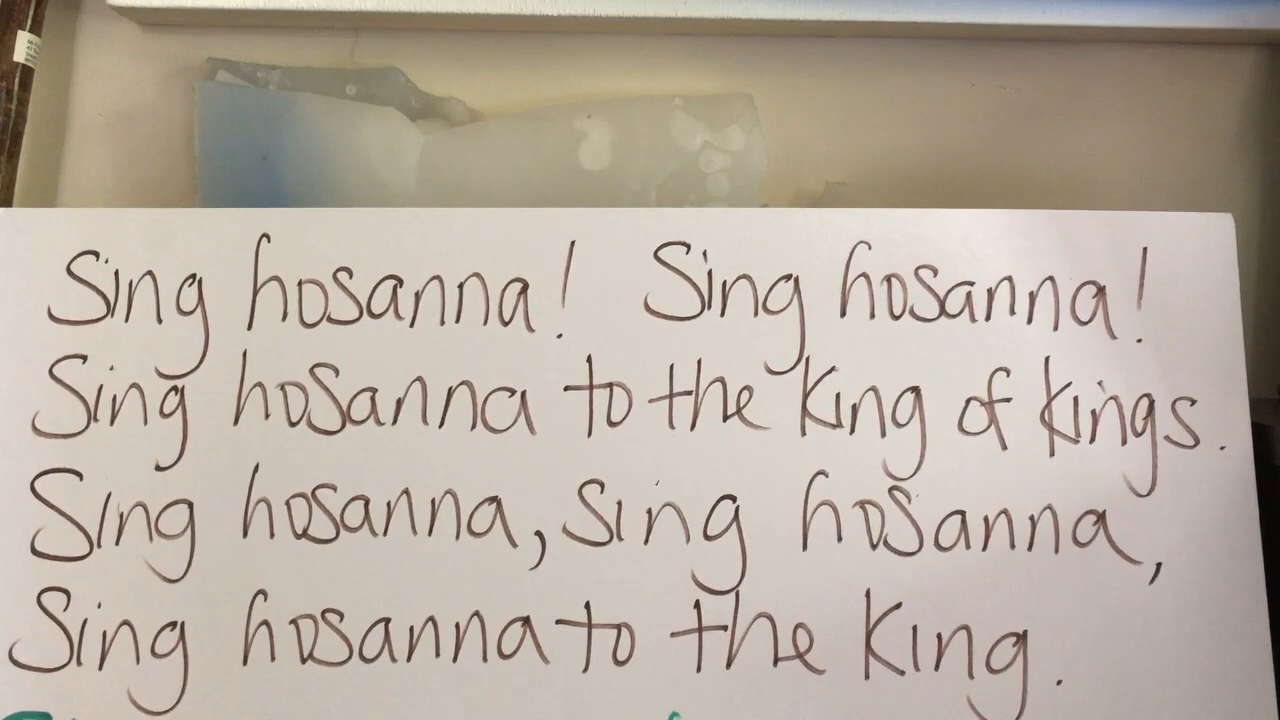 Sing hosanna! Sing hosanna!
Sing hosanna to the king of kings.
Sing hosanna, sing hosanna,
Sing hosanna to the king.